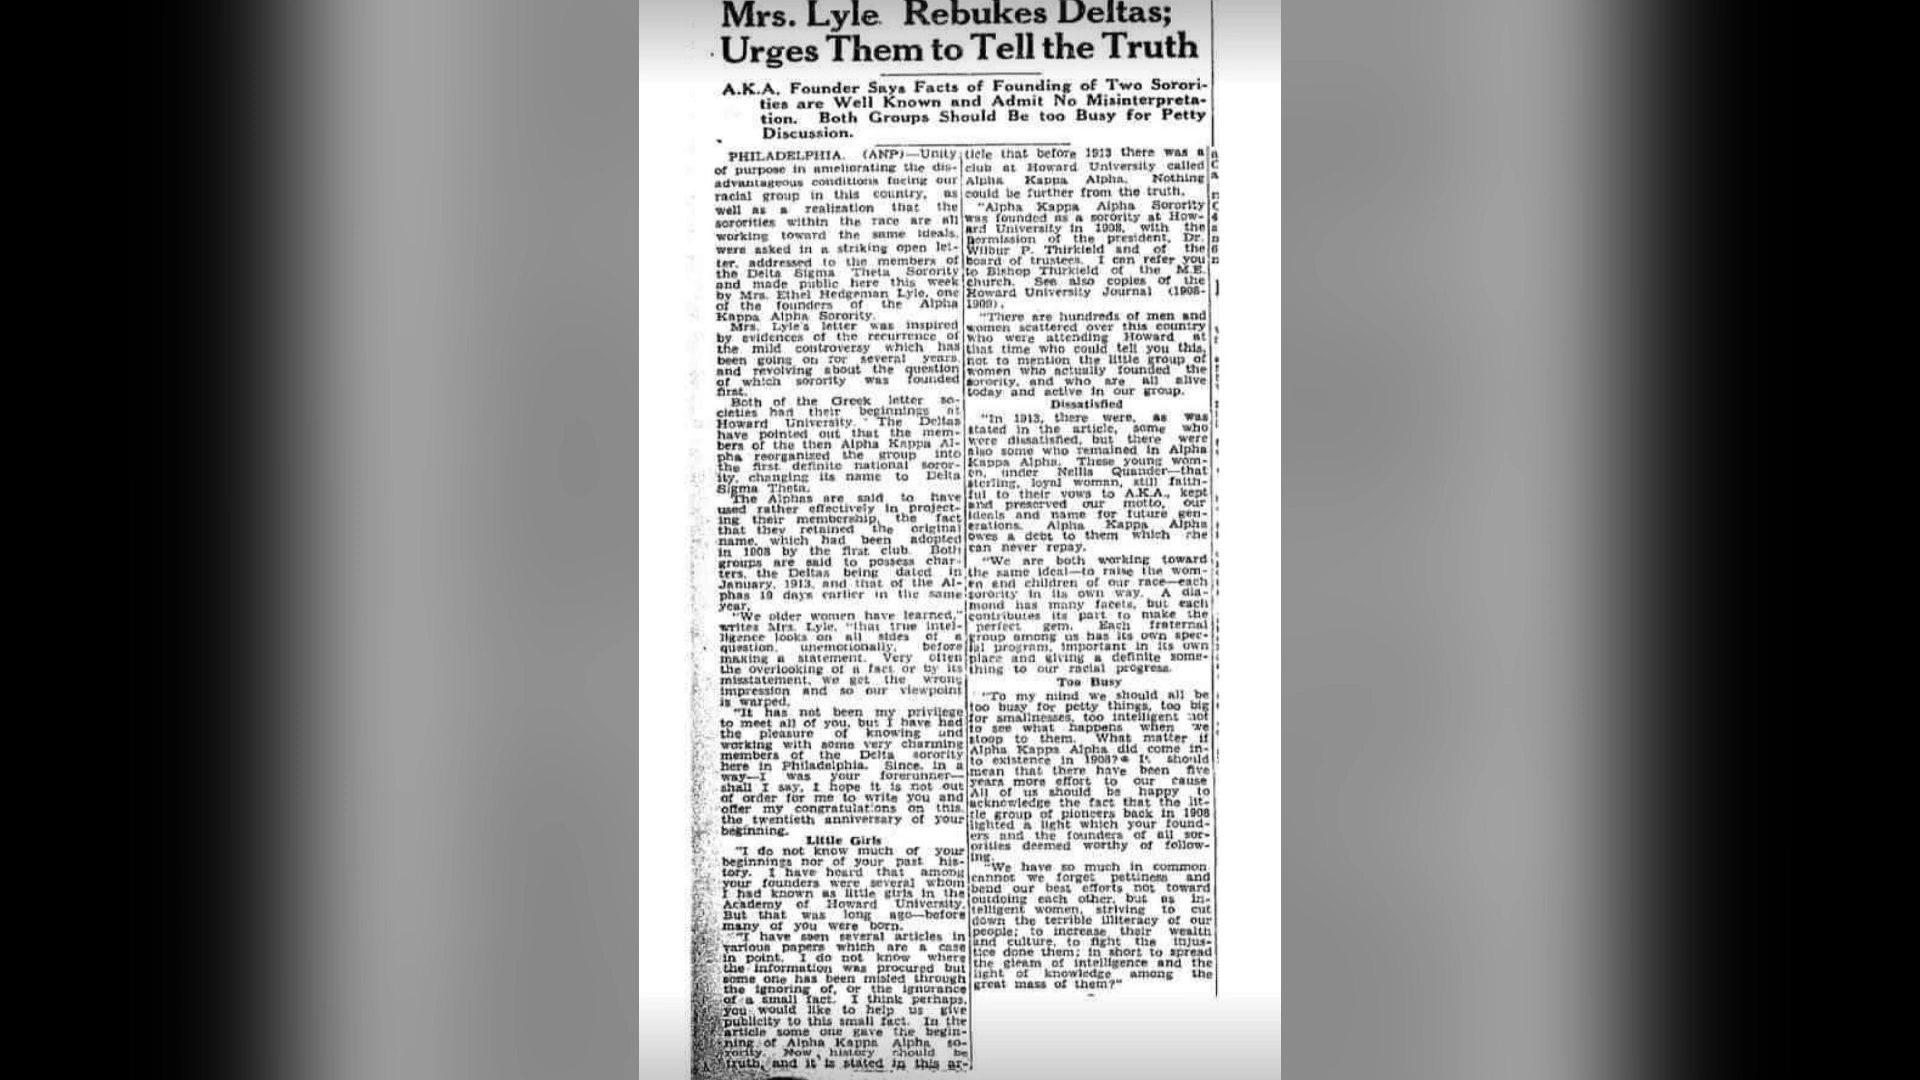 Mrs. Lyle Rebukes Deltas;
Urges Them to Tell the Truth
A.K.A. Founder Says Facts of Founding of Two Sorori-
ties are Well Known and Admit No Misinterpreta-
tion. Both Groups Should Be too Busy for Petty
Discussion.
PHILADELPHIA. (ANP)—Unity
of purpose in ameliorating the dis-
advantageous conditions facing our
racial group in this country, as
well as a realization that the
sororities within the race are all
working toward the same ideals,
were asked in a striking open let-
ter, addressed to the members of
the Delta Sigma Theta Sorority
and made public here this week
by Mrs. Ethel Hedgeman Lyle, one
of the founders of the Alpha
Kappa Alpha Sorority.
Mrs. Lyle's letter was inspired
by evidences of the recurrence of
the mild controversy which has
been going on for several years,
and revolving about the question
of which sorority was founded
first.
Both of the Greek letter so-
cieties had their beginnings at
Howard University. The Deltas
have pointed out that the mem-
bers of the then Alpha Kappa Al-
pha reorganized the group into
the first definite national soror-
ity, changing its name to Delta
Sigma Theta.
The Alphas are said to have
used rather effectively in project-
ing their membership, the fact
that they retained the original
name, which had been adopted
in 1908 by the first club. Both
groups are said to possess char-
ters, the Deltas being dated in
January, 1913, and that of the Al-
phas 19 days earlier in the same
year.
"We older women have learned,"
writes Mrs. Lyle, "that true intel-
ligence looks on all sides of a
question, unemotionally, before
making a statement. Very often
the overlooking of a fact or by its
misstatement, we get the wrong
impression and so our viewpoint
is warped.
"It has not been my privilege
to meet all of you, but I have had
the pleasure of knowing and
working with some very charming
members of the Delta sorority
here in Philadelphia. Since, in a
way—I was your forerunner—
shall I say, I hope it is not out
of order for me to write you and
offer my congratulations on this,
the twentieth anniversary of your
beginning.
Little Girls
"I do not know much of your
beginnings nor of your past his-
tory. I have heard that among
your founders were several whom
I had known as little girls in the
Academy of Howard University.
But that was long ago—before
many of you were born.
"I have seen several articles in
various papers which are a case
in point. I do not know where
the information was procured but
some one has been misled through
the ignoring of, or the ignorance
of a small fact. I think perhaps,
you would like to help us give
publicity to this small fact. In the
article some one gave the begin-
ning of Alpha Kappa Alpha so-
rority. Now, history should be
truth, and it is stated in this ar-
ticle that before 1913 there was a
club at Howard University called
Alpha Kappa Alpha. Nothing
could be further from the truth.
"Alpha Kappa Alpha Sorority
was founded as a sorority at How-
ard University in 1908, with the
permission of the president, Dr.
Wilbur P. Thirkield and of the
board of trustees. I can refer you
to Bishop Thirkield of the M.E.
church. See also copies of the
Howard University Journal (1908-
1909).
"There are hundreds of men and
women scattered over this country
who were attending Howard at
that time who could tell you this,
not to mention the little group of
women who actually founded the
sorority, and who are all alive
today and active in our group.
Dissatisfied
"In 1913, there were, as was
stated in the article, some who
were dissatisfied, but there were
also some who remained in Alpha
Kappa Alpha. These young wom-
en, under Nellie Quander—that
sterling, loyal woman, still faith-
ful to their vows to A.K.A., kept
and preserved our motto, our
ideals and name for future gen-
erations. Alpha Kappa Alpha
owes a debt to them which she
can never repay.
"We are both working toward
the same ideal—to raise the wom-
en and children of our race—each
sorority in its own way. A dia-
mond has many facets, but each
contributes its part to make the
perfect gem. Each fraternal
group among us has its own spec-
ial program, important in its own
place and giving a definite some-
thing to our racial progress.
Too Busy
"To my mind we should all be
too busy for petty things, too big
for smallnesses, too intelligent not
to see what happens when we
stoop to them. What matter if
Alpha Kappa Alpha did come in-
to existence in 1908? It should
mean that there have been five
years more effort to our cause
All of us should be happy to
acknowledge the fact that the lit-
tle group of pioneers back in 1908
lighted a light which your found-
ers and the founders of all sor-
orities deemed worthy of follow-
ing.
"We have so much in common
cannot we forget pettiness and
bend our best efforts not toward
outdoing each other, but as in-
telligent women, striving to cut
down the terrible illiteracy of our
people; to increase their wealth
and culture, to fight the injus-
tice done them; in short to spread
the gleam of intelligence and the
light of knowledge among the
great mass of them?"